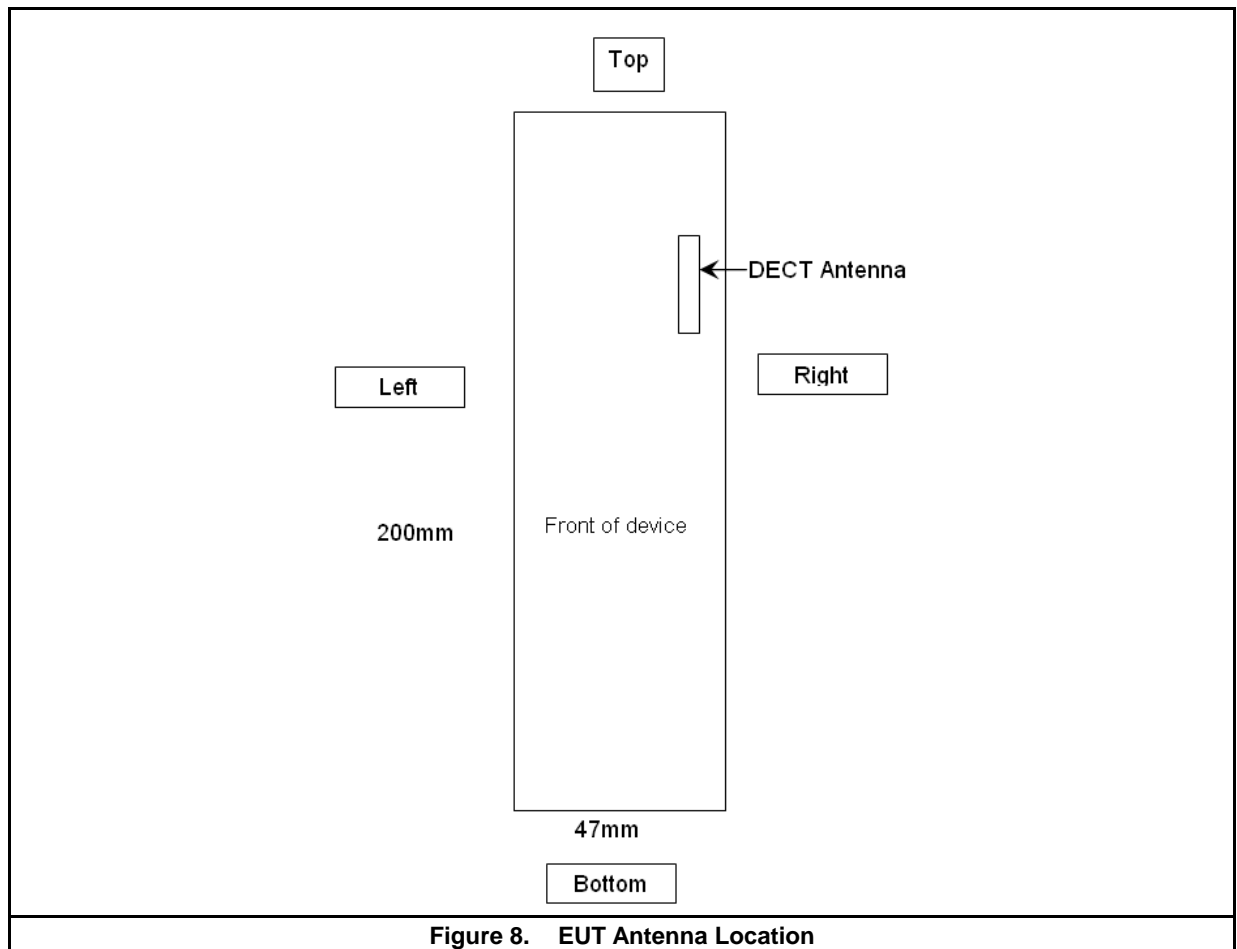 Top
DECT Antenna
Left
Right
200mm
Front of device
47mm
Bottom
Figure 8. EUT Antenna Location